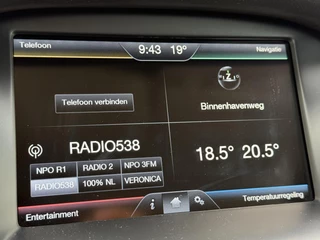 Telefoon 9:43 19° Navigatie
Telefoon verbinden
Binnenhavenweg
RADIO538
18.5° 20.5°
NPO R1 RADIO 2 NPO 3FM
RADIO538 100% NL VERONICA
Entertainment Temperatuurregeling